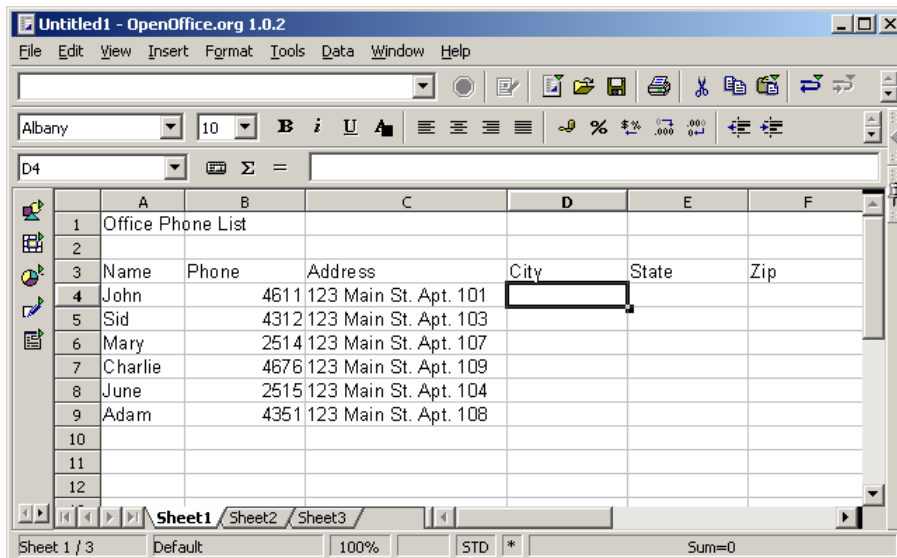 Untitled1 - OpenOffice.org 1.0.2
File Edit View Insert Format Tools Data Window Help
Albany 10 B i U A % $% .000 .000
D4 Σ =
A B C D E F
1 Office Phone List
2
3 Name Phone Address City State Zip
4 John 4611 123 Main St. Apt. 101
5 Sid 4312 123 Main St. Apt. 103
6 Mary 2514 123 Main St. Apt. 107
7 Charlie 4676 123 Main St. Apt. 109
8 June 2515 123 Main St. Apt. 104
9 Adam 4351 123 Main St. Apt. 108
10
11
12
Sheet1 Sheet2 Sheet3
Sheet 1 / 3 Default 100% STD * Sum=0